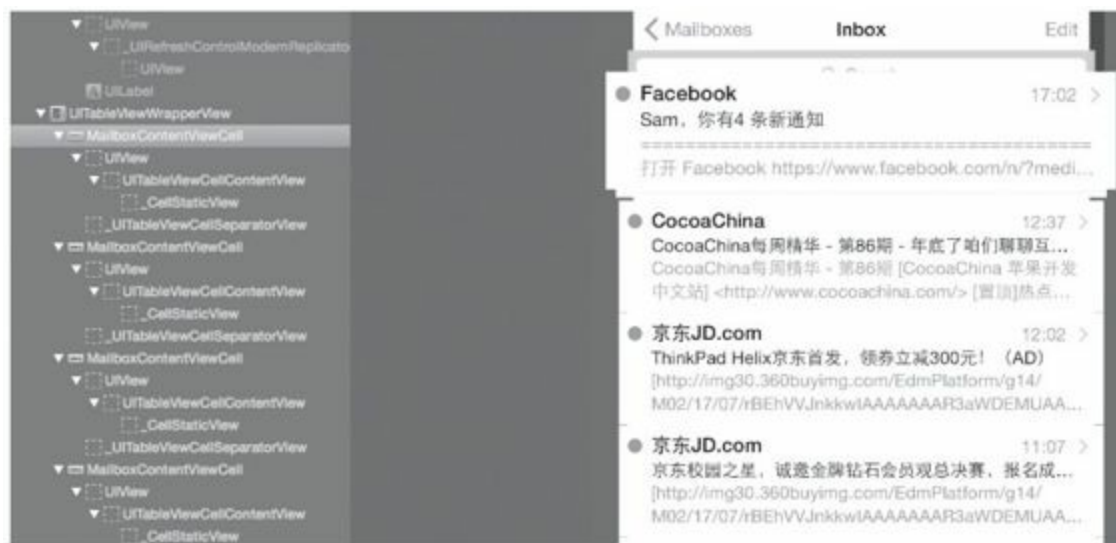 UIView
_UIRefreshControlModernReplicato
UIView
UILabel
UITableViewWrapperView
MailboxContentViewCell
UIView
UITableViewCellContentView
_CellStaticView
_UITableViewCellSeparatorView
MailboxContentViewCell
UIView
UITableViewCellContentView
_CellStaticView
_UITableViewCellSeparatorView
MailboxContentViewCell
UIView
UITableViewCellContentView
_CellStaticView
_UITableViewCellSeparatorView
MailboxContentViewCell
UIView
UITableViewCellContentView
_CellStaticView
Mailboxes Inbox Edit
Facebook 17:02
Sam，你有4 条新通知
========================================
打开 Facebook https://www.facebook.com/n/?medi...
CocoaChina 12:37
CocoaChina每周精华 - 第86期 - 年底了咱们聊聊互...
CocoaChina每周精华 - 第86期 [CocoaChina 苹果开发
中文站] <http://www.cocoachina.com/> [置顶]热点...
京东JD.com 12:02
ThinkPad Helix京东首发，领券立减300元！（AD）
[http://img30.360buyimg.com/EdmPlatform/g14/
M02/17/07/rBEhVVJnkkwIAAAAAAAR3aWDEMUAA...
京东JD.com 11:07
京东校园之星，诚邀金牌钻石会员观总决赛，报名成...
[http://img30.360buyimg.com/EdmPlatform/g14/
M02/17/07/rBEhVVJnkkwIAAAAAAAR3aWDEMUAA...